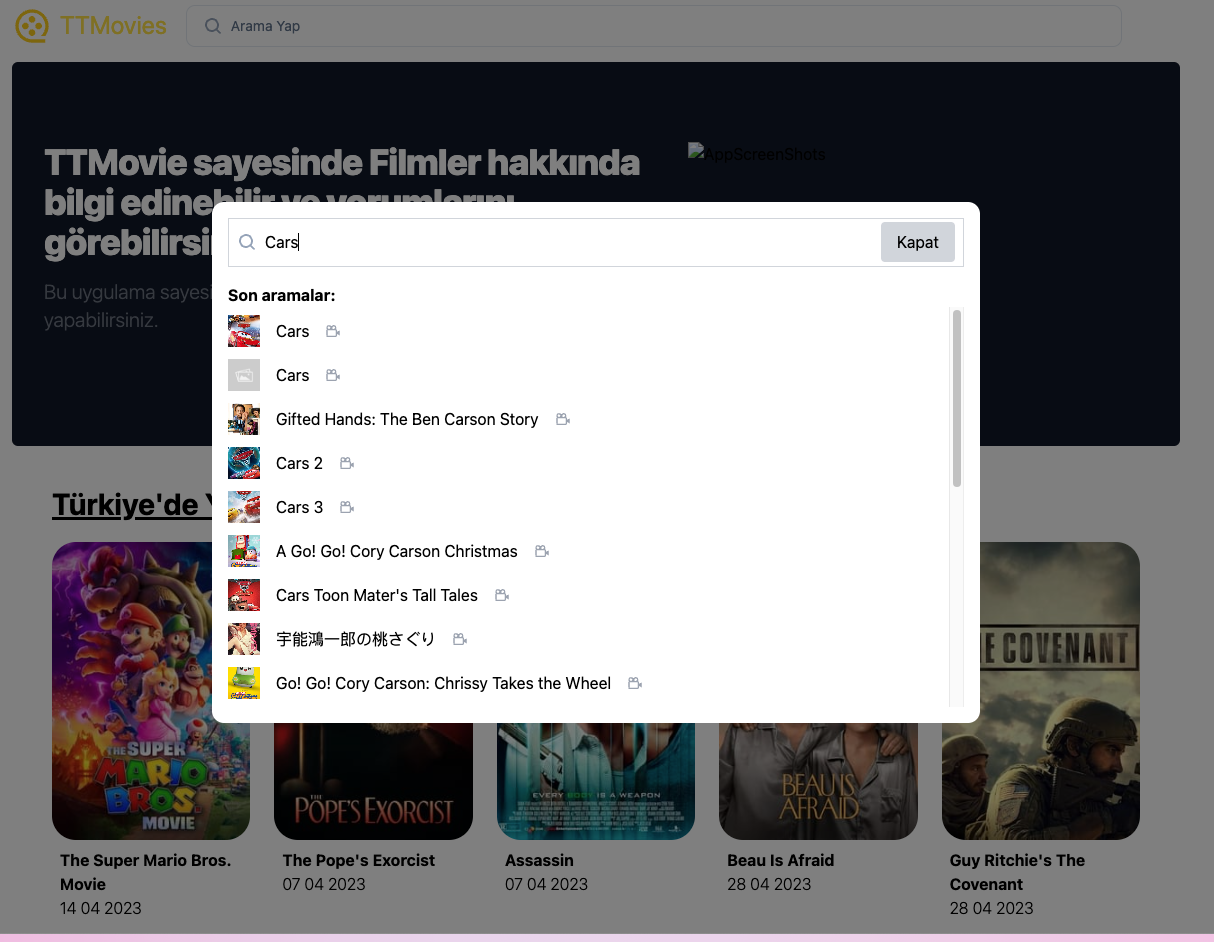 TTMovies
Arama Yap
TTMovie sayesinde Filmler hakkında
bilgi edinebilir ve yorumlarını
görebilirsi
AppScreenShots
Bu uygulama sayesi
yapabilirsiniz.
Cars
Kapat
Son aramalar:
Cars
Cars
Gifted Hands: The Ben Carson Story
Cars 2
Cars 3
A Go! Go! Cory Carson Christmas
Cars Toon Mater's Tall Tales
宇能鴻一郎の桃さぐり
Go! Go! Cory Carson: Chrissy Takes the Wheel
Türkiye'de
THE SUPER
MARIO
BROS
MOVIE
THE POPE'S EXORCIST
EVERY BODY IS A WEAPON
BEAU IS
AFRAID
HE COVENANT
The Super Mario Bros.
Movie
14 04 2023
The Pope's Exorcist
07 04 2023
Assassin
07 04 2023
Beau Is Afraid
28 04 2023
Guy Ritchie's The
Covenant
28 04 2023